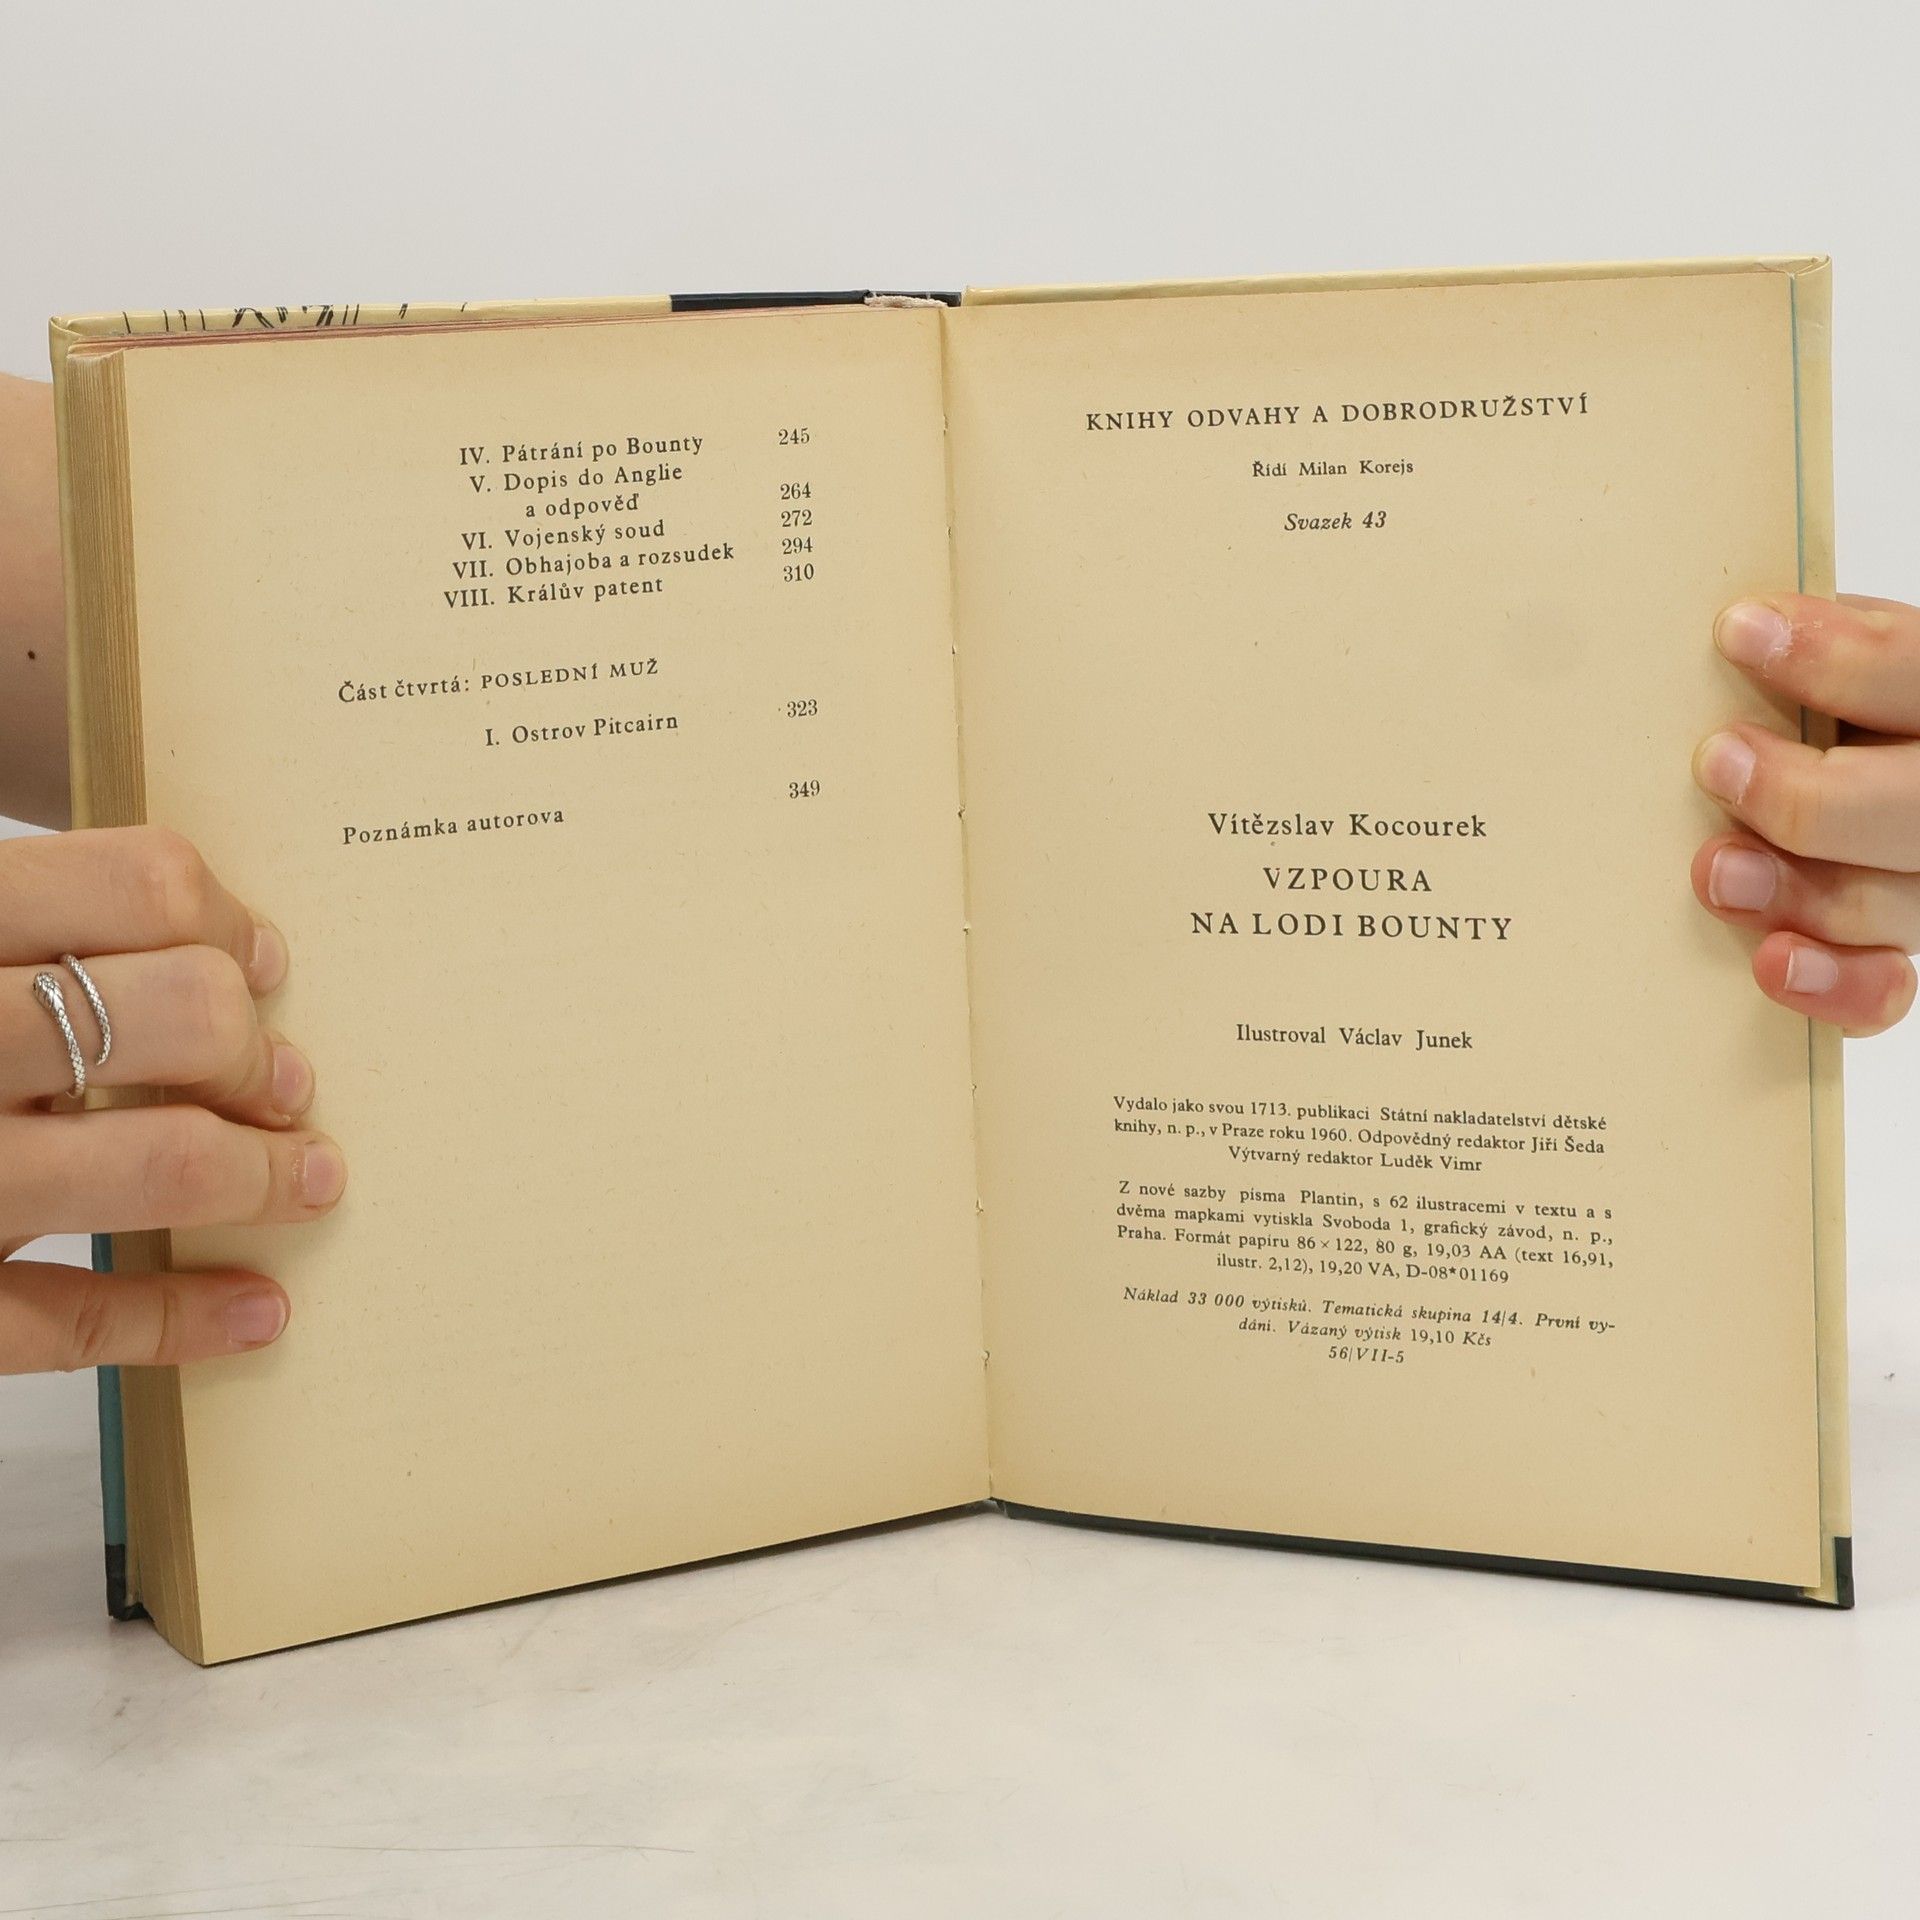 IV. Pátrání po Bounty 245
V. Dopis do Anglie
a odpověď 264
VI. Vojenský soud 272
VII. Obhajoba a rozsudek 294
VIII. Králův patent 310
Část čtvrtá: POSLEDNÍ MUŽ
I. Ostrov Pitcairn 323
Poznámka autorova 349
KNIHY ODVAHY A DOBRODRUŽSTVÍ
Řídí Milan Korejs
Svazek 43
Vítězslav Kocourek
VZPOURA
NA LODI BOUNTY
Ilustroval Václav Junek
Vydalo jako svou 1713. publikaci Státní nakladatelství dětské
knihy, n. p., v Praze roku 1960. Odpovědný redaktor Jiří Šeda
Výtvarný redaktor Luděk Vimr
Z nové sazby písma Plantin, s 62 ilustracemi v textu a s
dvěma mapkami vytiskla Svoboda 1, grafický závod, n. p.,
Praha. Formát papíru 86 × 122, 80 g, 19,03 AA (text 16,91,
ilustr. 2,12), 19,20 VA, D-08*01169
Náklad 33 000 výtisků. Tematická skupina 14/4. První vy-
dání. Vázaný výtisk 19,10 Kčs
56/VII-5